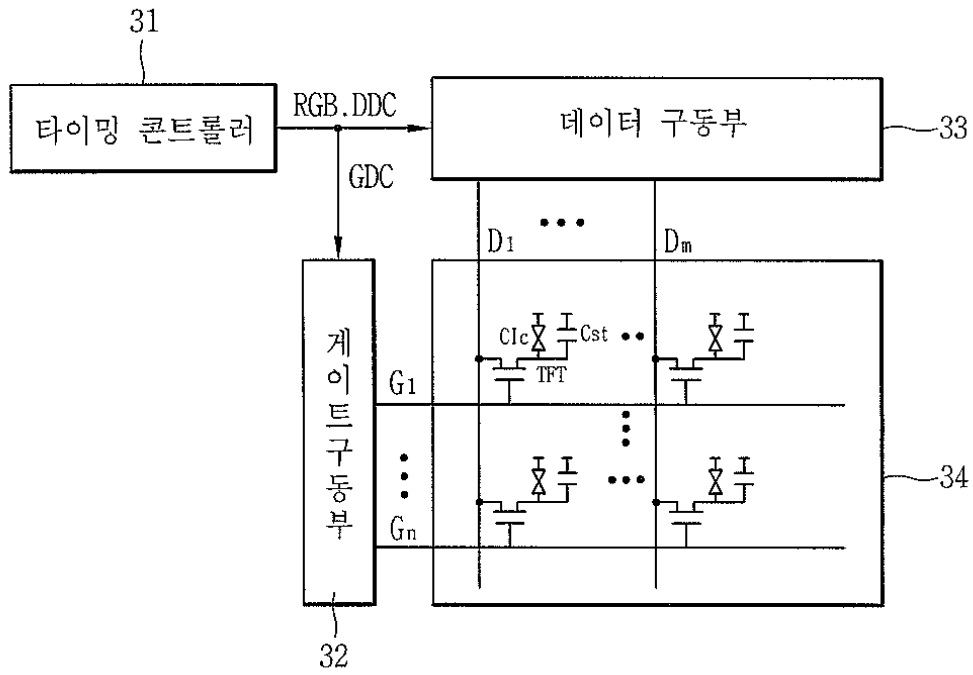 31
타이밍 콘트롤러
RGB.DDC
데이터 구동부
33
GDC
D1
Dm
게이트구동부
Clc
Cst
TFT
G1
34
Gn
32